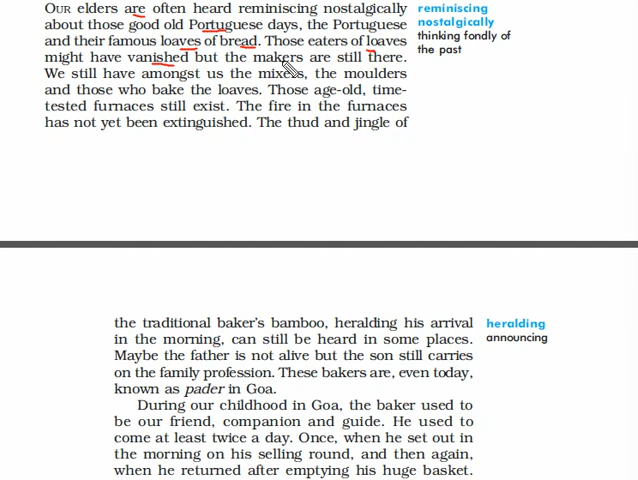 OUR elders are often heard reminiscing nostalgically
about those good old Portuguese days, the Portuguese
and their famous loaves of bread. Those eaters of loaves
might have vanished but the makers are still there.
We still have amongst us the mixers, the moulders
and those who bake the loaves. Those age-old, time-
tested furnaces still exist. The fire in the furnaces
has not yet been extinguished. The thud and jingle of
reminiscing
nostalgically
thinking fondly of
the past
the traditional baker's bamboo, heralding his arrival
in the morning, can still be heard in some places.
Maybe the father is not alive but the son still carries
on the family profession. These bakers are, even today,
known as pader in Goa.
During our childhood in Goa, the baker used to
be our friend, companion and guide. He used to
come at least twice a day. Once, when he set out in
the morning on his selling round, and then again,
when he returned after emptying his huge basket.
heralding
announcing